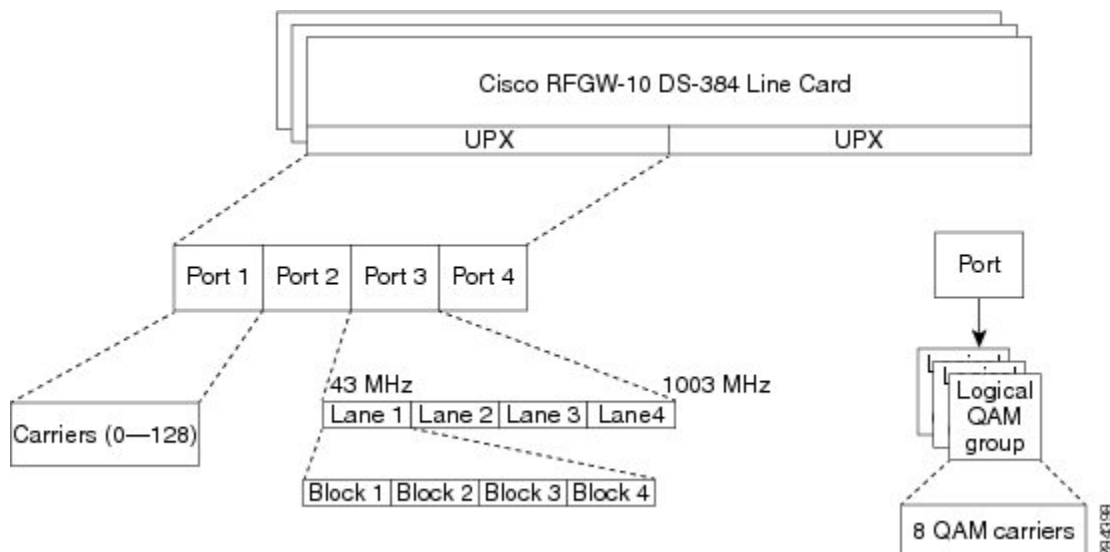 Cisco RFGW-10 DS-384 Line Card
UPX UPX
Port 1 Port 2 Port 3 Port 4
Port
43 MHz 1003 MHz
Lane 1 Lane 2 Lane 3 Lane4
Carriers (0—128)
Logical
QAM
group
Block 1 Block 2 Block 3 Block 4
8 QAM carriers